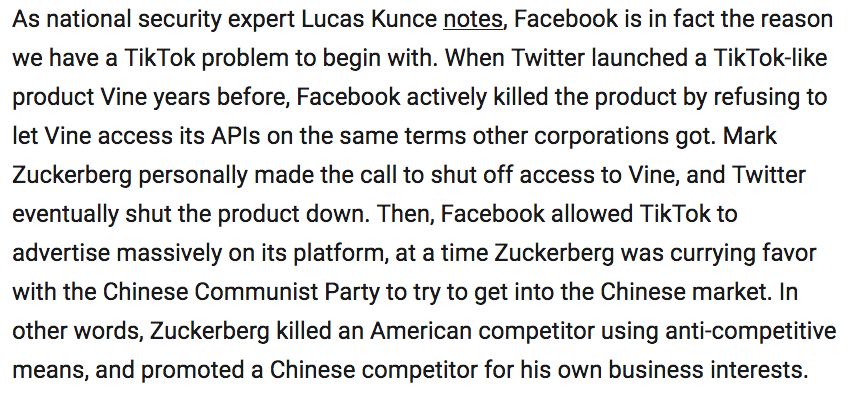 As national security expert Lucas Kunce notes, Facebook is in fact the reason
we have a TikTok problem to begin with. When Twitter launched a TikTok-like
product Vine years before, Facebook actively killed the product by refusing to
let Vine access its APIs on the same terms other corporations got. Mark
Zuckerberg personally made the call to shut off access to Vine, and Twitter
eventually shut the product down. Then, Facebook allowed TikTok to
advertise massively on its platform, at a time Zuckerberg was currying favor
with the Chinese Communist Party to try to get into the Chinese market. In
other words, Zuckerberg killed an American competitor using anti-competitive
means, and promoted a Chinese competitor for his own business interests.